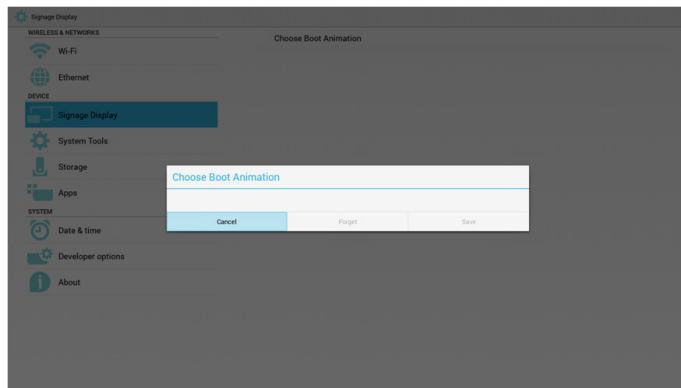 Signage Display
WIRELESS & NETWORKS
Wi-Fi
Ethernet
DEVICE
Signage Display
System Tools
Storage
Apps
SYSTEM
Date & time
Developer options
About
Choose Boot Animation
Choose Boot Animation
Cancel
Forget
Save